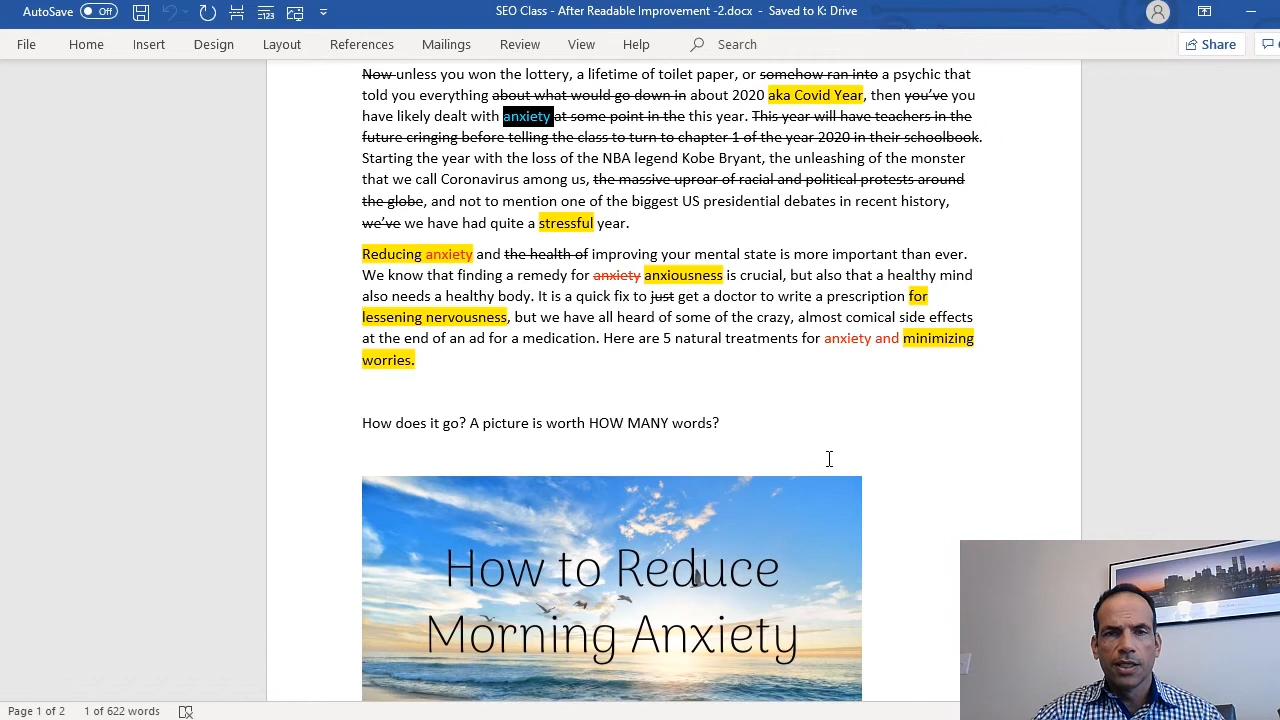 AutoSave Off SEO Class - After Readable Improvement -2.docx - Saved to K: Drive
File Home Insert Design Layout References Mailings Review View Help Search Share
Now unless you won the lottery, a lifetime of toilet paper, or somehow ran into a psychic that
told you everything about what would go down in about 2020 aka Covid Year, then you've you
have likely dealt with anxiety at some point in the this year. This year will have teachers in the
future cringing before telling the class to turn to chapter 1 of the year 2020 in their schoolbook.
Starting the year with the loss of the NBA legend Kobe Bryant, the unleashing of the monster
that we call Coronavirus among us, the massive uproar of racial and political protests around
the globe, and not to mention one of the biggest US presidential debates in recent history,
we've we have had quite a stressful year.
Reducing anxiety and the health of improving your mental state is more important than ever.
We know that finding a remedy for anxiety anxiousness is crucial, but also that a healthy mind
also needs a healthy body. It is a quick fix to just get a doctor to write a prescription for
lessening nervousness, but we have all heard of some of the crazy, almost comical side effects
at the end of an ad for a medication. Here are 5 natural treatments for anxiety and minimizing
worries.
How does it go? A picture is worth HOW MANY words?
How to Reduce
Morning Anxiety
Page 1 of 2 1 of 622 words